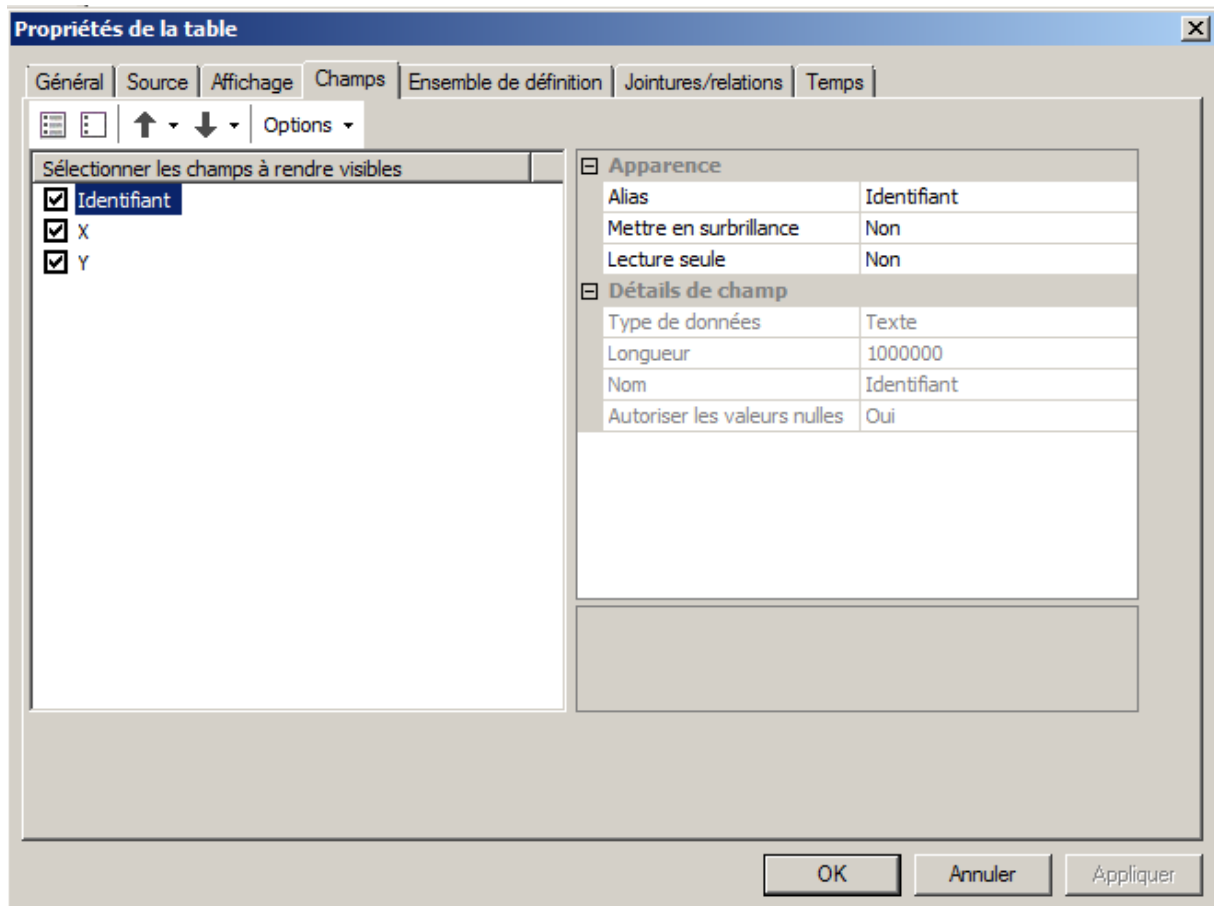 Propriétés de la table
Général Source Affichage Champs Ensemble de définition Jointures/relations Temps
Options
Sélectionner les champs à rendre visibles
Identifiant
X
Y
Apparence
Alias Identifiant
Mettre en surbrillance Non
Lecture seule Non
Détails de champ
Type de données Texte
Longueur 1000000
Nom Identifiant
Autoriser les valeurs nulles Oui
OK Annuler Appliquer